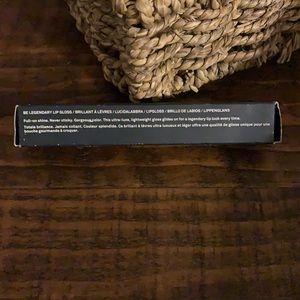 BE LEGENDARY LIP GLOSS / BRILLANT À LÈVRES / LUCIDALABBRA / LIPGLOSS / BRILLO DE LABIOS / LIPPENGLANS
Full-on shine. Never sticky. Gorgeous color. This ultra-luxe, lightweight gloss glides on for a legendary lip look every time.
Totale brillance. Jamais collant. Couleur splendide. Ce brillant à lèvres ultra luxueux et léger offre une qualité de glisse unique pour une
bouche gourmande à croquer.